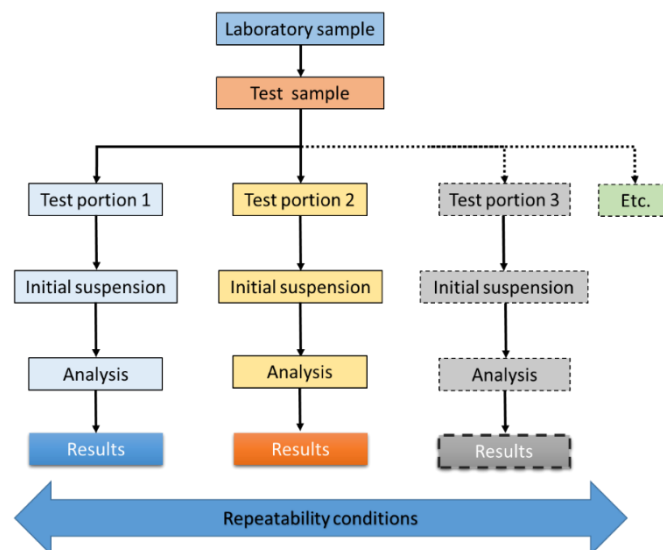 Laboratory sample
Test sample
Test portion 1
Test portion 2
Test portion 3
Etc.
Initial suspension
Initial suspension
Initial suspension
Analysis
Analysis
Analysis
Results
Results
Results
Repeatability conditions